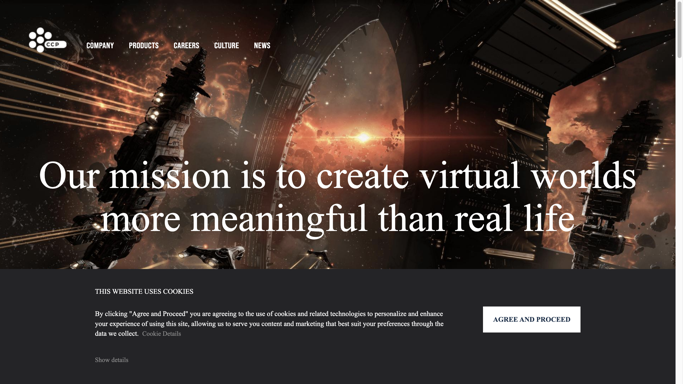 CCP
COMPANY PRODUCTS CAREERS CULTURE NEWS
Our mission is to create virtual worlds
more meaningful than real life
THIS WEBSITE USES COOKIES
By clicking "Agree and Proceed" you are agreeing to the use of cookies and related technologies to personalize and enhance
your experience of using this site, allowing us to serve you content and marketing that best suit your preferences through the
data we collect. Cookie Details
AGREE AND PROCEED
Show details